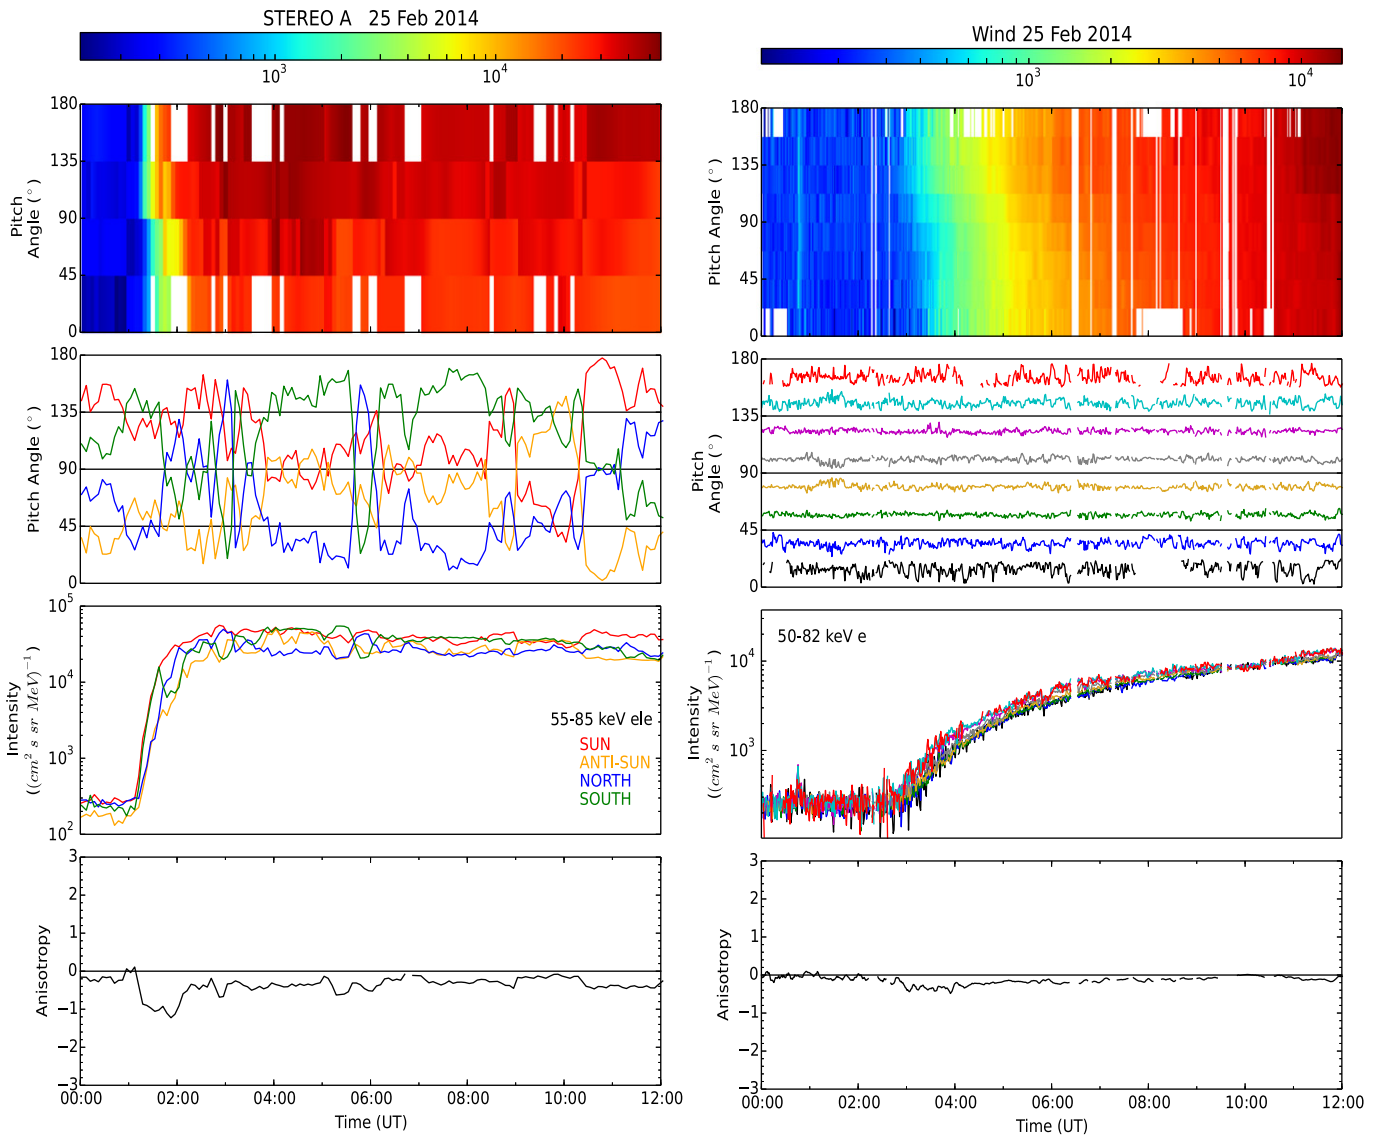 STEREO A 25 Feb 2014
10^3 10^4
180
135
90
45
0
Pitch
Angle (°)
180
135
90
45
0
Pitch Angle (°)
10^5
10^4
10^3
10^2
Intensity
((cm^2 s sr MeV)^-1
55-85 keV ele
SUN
ANTI-SUN
NORTH
SOUTH
3
2
1
0
−1
−2
−3
Anisotropy
00:00 02:00 04:00 06:00 08:00 10:00 12:00
Time (UT)
Wind 25 Feb 2014
10^3 10^4
180
135
90
45
0
Pitch Angle (°)
180
135
90
45
0
Pitch
Angle (°)
10^4
10^3
Intensity
((cm^2 s sr MeV)^-1
50-82 keV e
3
2
1
0
−1
−2
−3
Anisotropy
00:00 02:00 04:00 06:00 08:00 10:00 12:00
Time (UT)